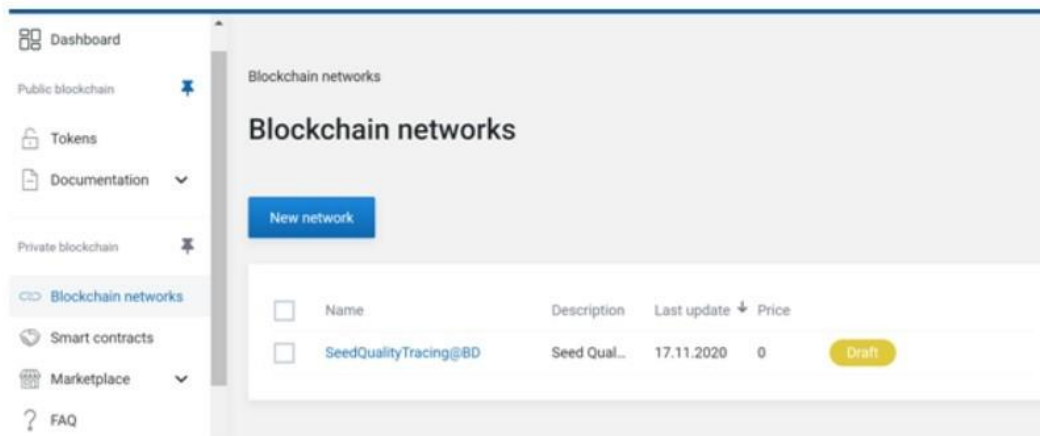 Dashboard
Public blockchain
Tokens
Documentation
Private blockchain
Blockchain networks
Smart contracts
Marketplace
FAQ
Blockchain networks
Blockchain networks
New network
Name Description Last update Price
SeedQualityTracing@BD Seed Qual... 17.11.2020 0 Draft